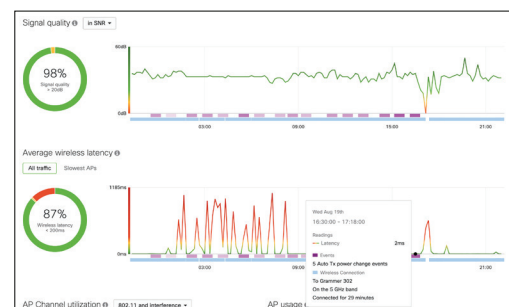 Signal quality
in SNR
60dB
98%
Signal quality
> 20dB
0dB
03:00 09:00 15:00 21:00
Average wireless latency
All traffic Slowest APs
1185ms
87%
Wireless latency
< 200ms
0ms
03:00 09:00 21:00
Wed Aug 19th
16:30:00 - 17:18:00
Readings
Latency 2ms
Events
5 Auto Tx power change events
Wireless Connection
To Grammer 302
On the 5 GHz band
Connected for 29 minutes
AP Channel utilization 802.11 and interference AP usage